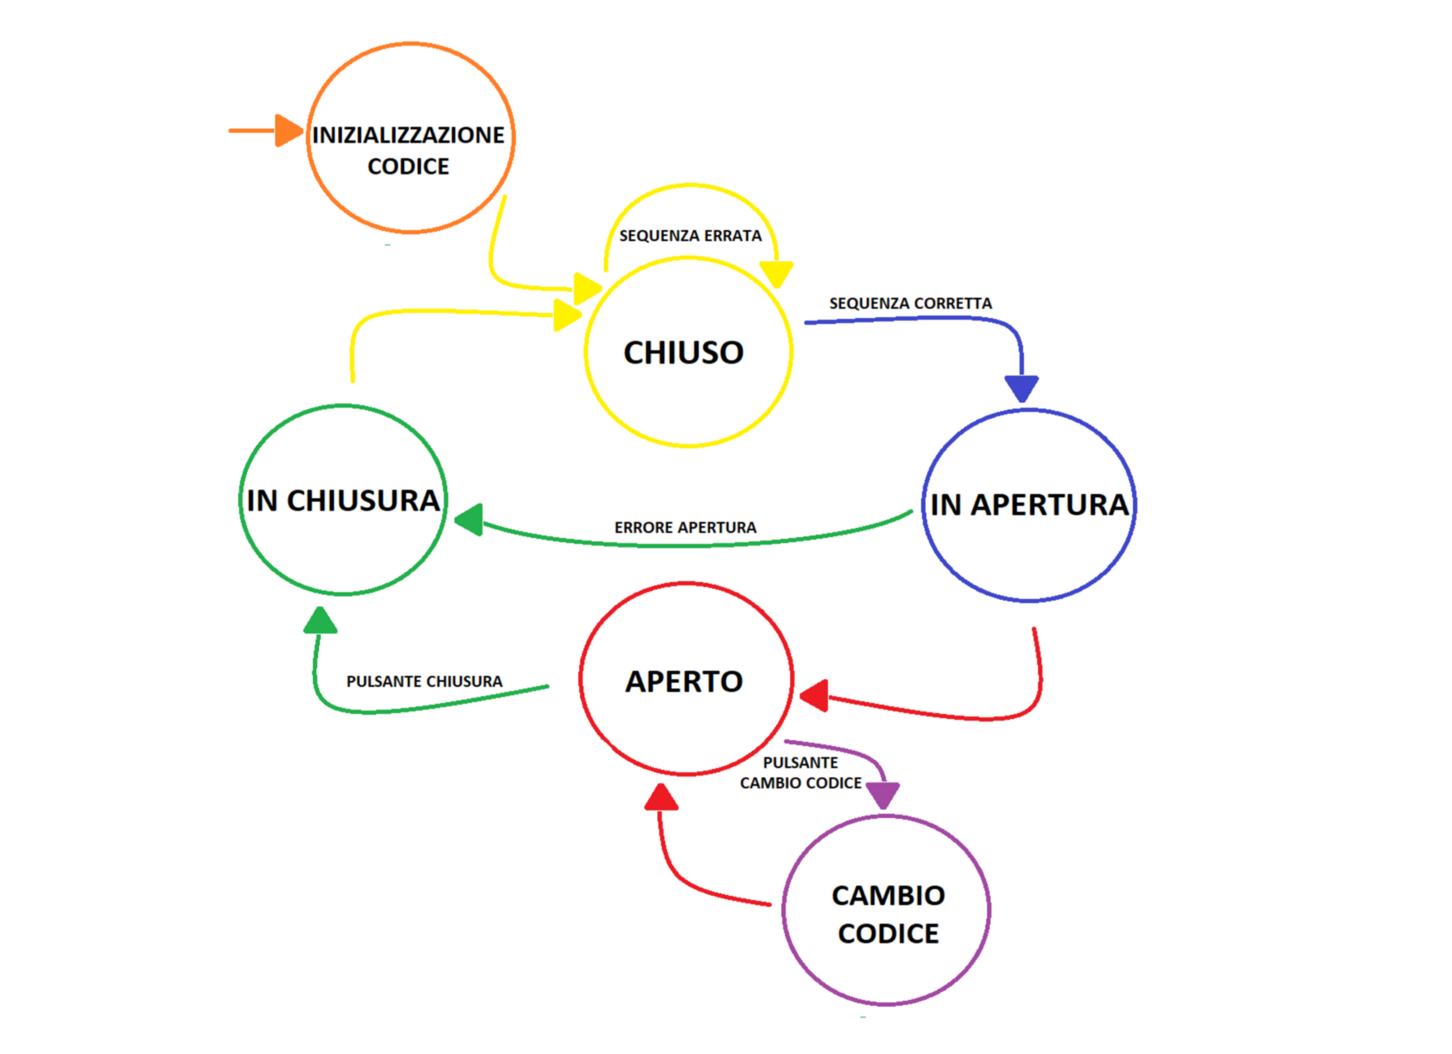 INIZIALIZZAZIONE
CODICE
SEQUENZA ERRATA
SEQUENZA CORRETTA
CHIUSO
IN CHIUSURA
IN APERTURA
ERRORE APERTURA
APERTO
PULSANTE CHIUSURA
PULSANTE
CAMBIO CODICE
CAMBIO
CODICE